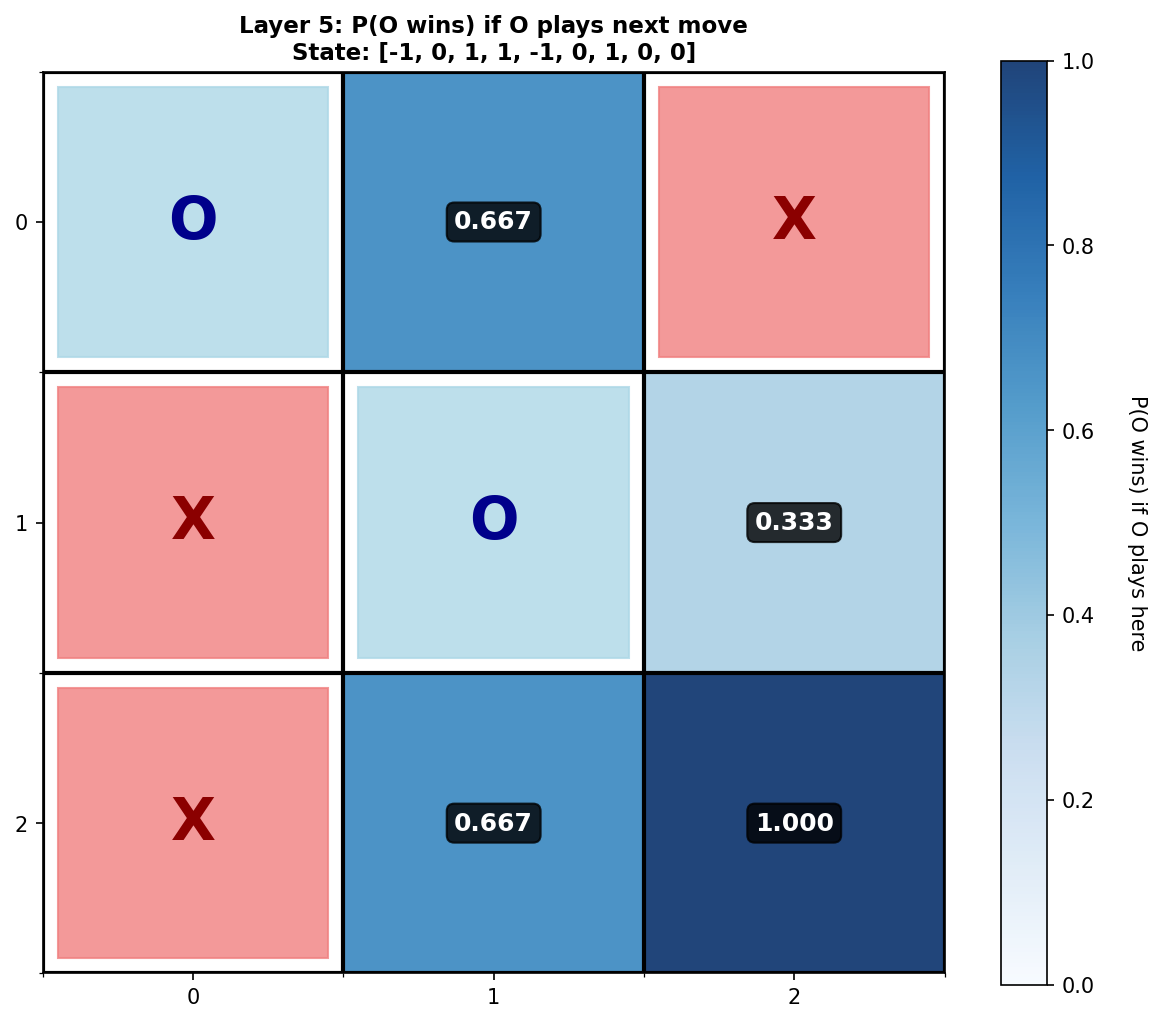 Layer 5: P(O wins) if O plays next move
State: [-1, 0, 1, 1, -1, 0, 1, 0, 0]
O
0.667
X
X
O
0.333
X
0.667
1.000
0
1
2
0
1
2
1.0
0.8
0.6
0.4
0.2
0.0
P(O wins) if O plays here